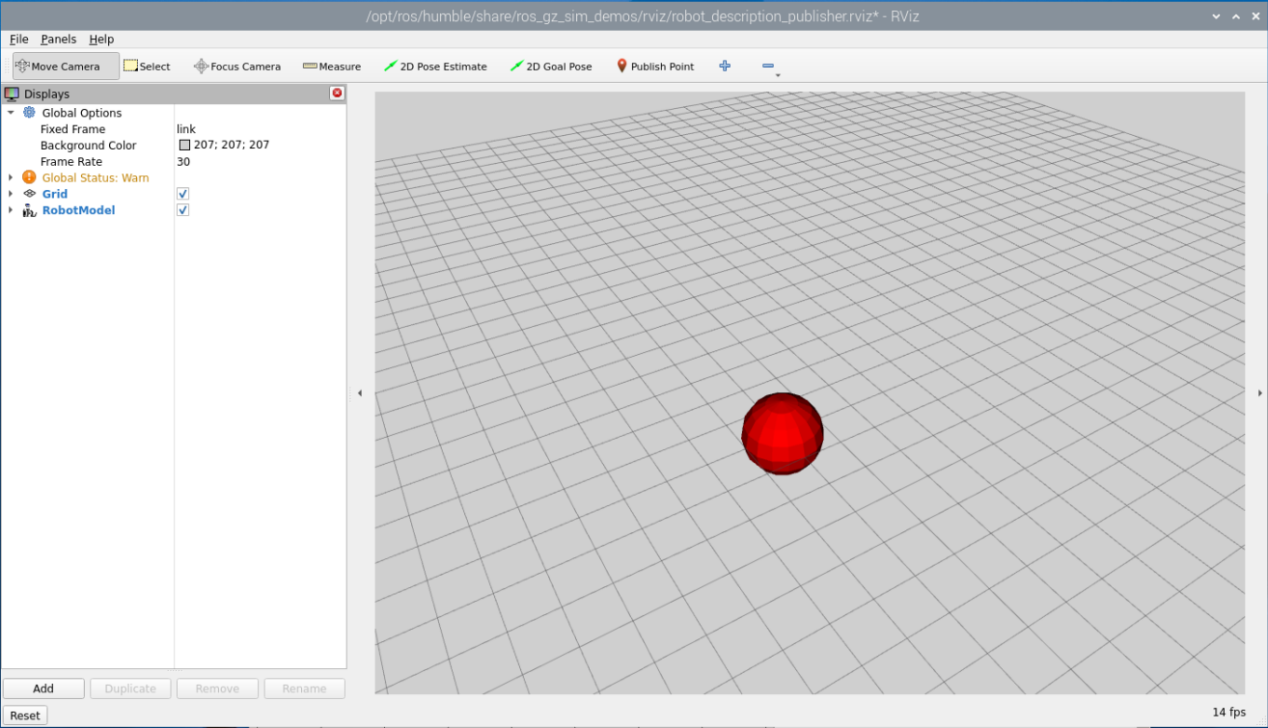 /opt/ros/humble/share/ros_gz_sim_demos/rviz/robot_description_publisher.rviz* - RViz
File Panels Help
Move Camera Select Focus Camera Measure 2D Pose Estimate 2D Goal Pose Publish Point
Displays
Global Options
Fixed Frame link
Background Color 207; 207; 207
Frame Rate 30
Global Status: Warn
Grid
RobotModel
Add Duplicate Remove Rename
Reset 14 fps